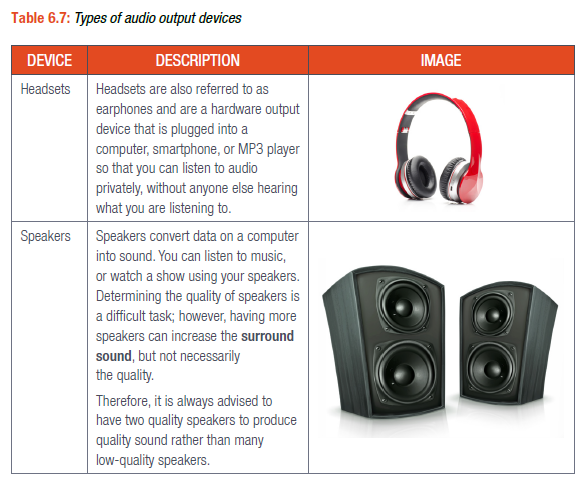 Table 6.7: Types of audio output devices
DEVICE DESCRIPTION IMAGE
Headsets
Headsets are also referred to as
earphones and are a hardware output
device that is plugged into a
computer, smartphone, or MP3 player
so that you can listen to audio
privately, without anyone else hearing
what you are listening to.
Speakers
Speakers convert data on a computer
into sound. You can listen to music,
or watch a show using your speakers.
Determining the quality of speakers is
a difficult task; however, having more
speakers can increase the surround
sound, but not necessarily
the quality.
Therefore, it is always advised to
have two quality speakers to produce
quality sound rather than many
low-quality speakers.